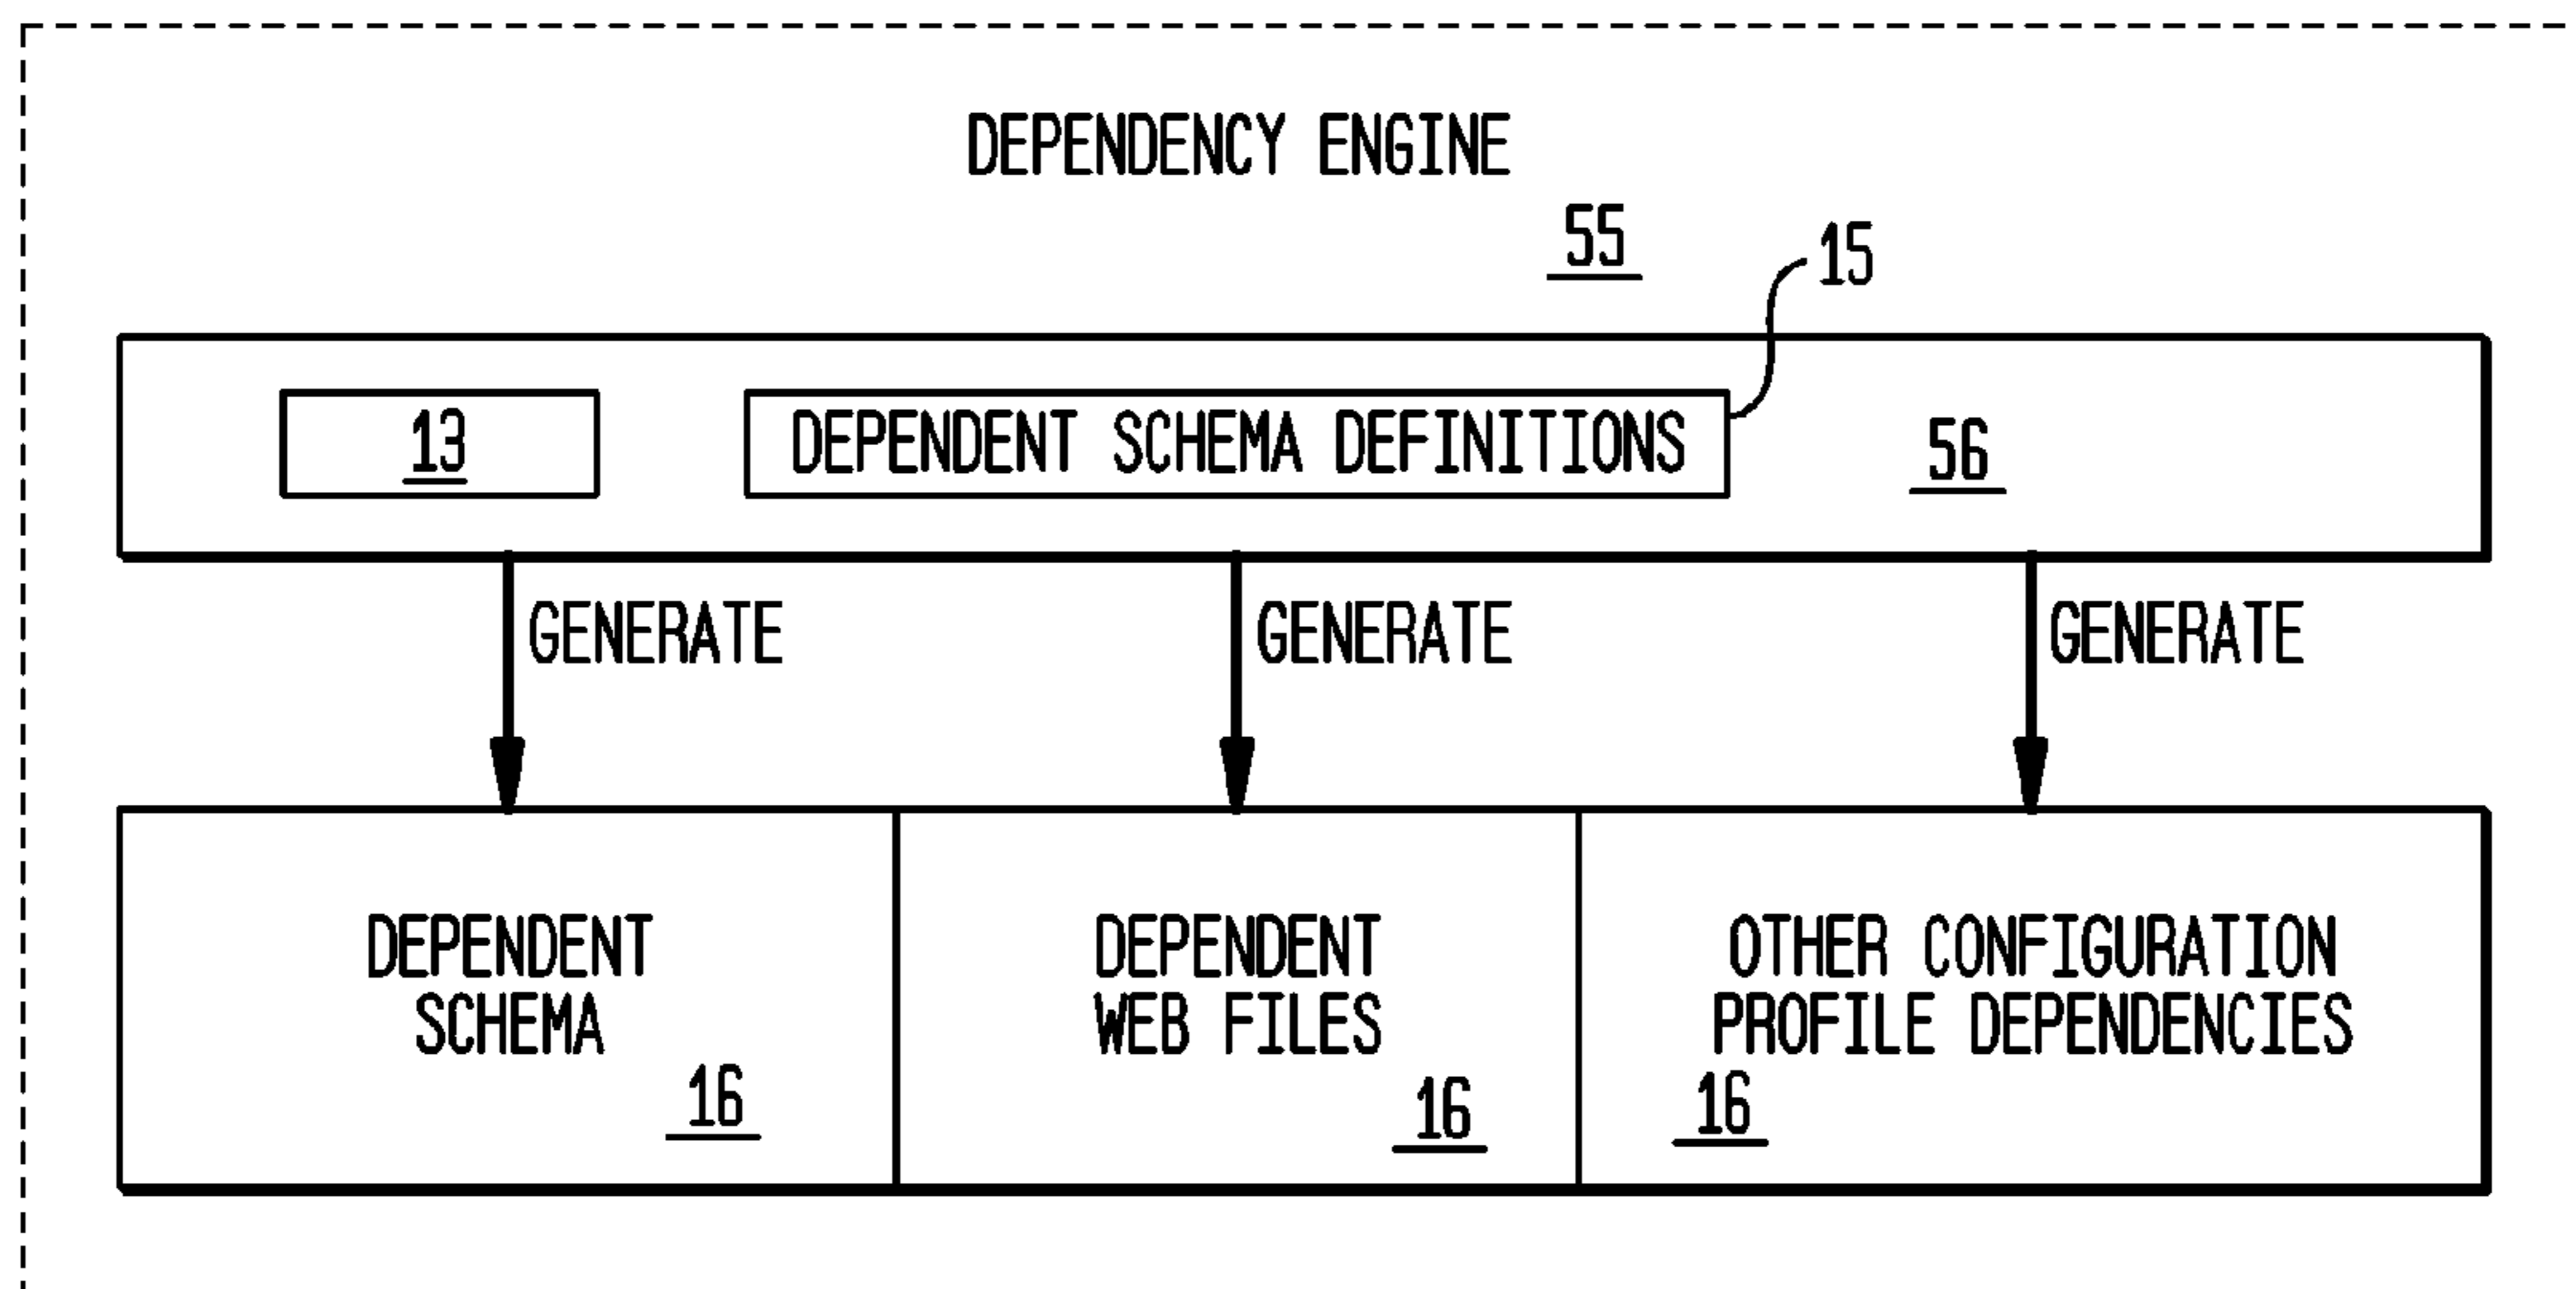 DEPENDENCY ENGINE
55
15
13
DEPENDENT SCHEMA DEFINITIONS
56
GENERATE
GENERATE
GENERATE
DEPENDENT
SCHEMA
16
DEPENDENT
WEB FILES
16
OTHER CONFIGURATION
PROFILE DEPENDENCIES
16